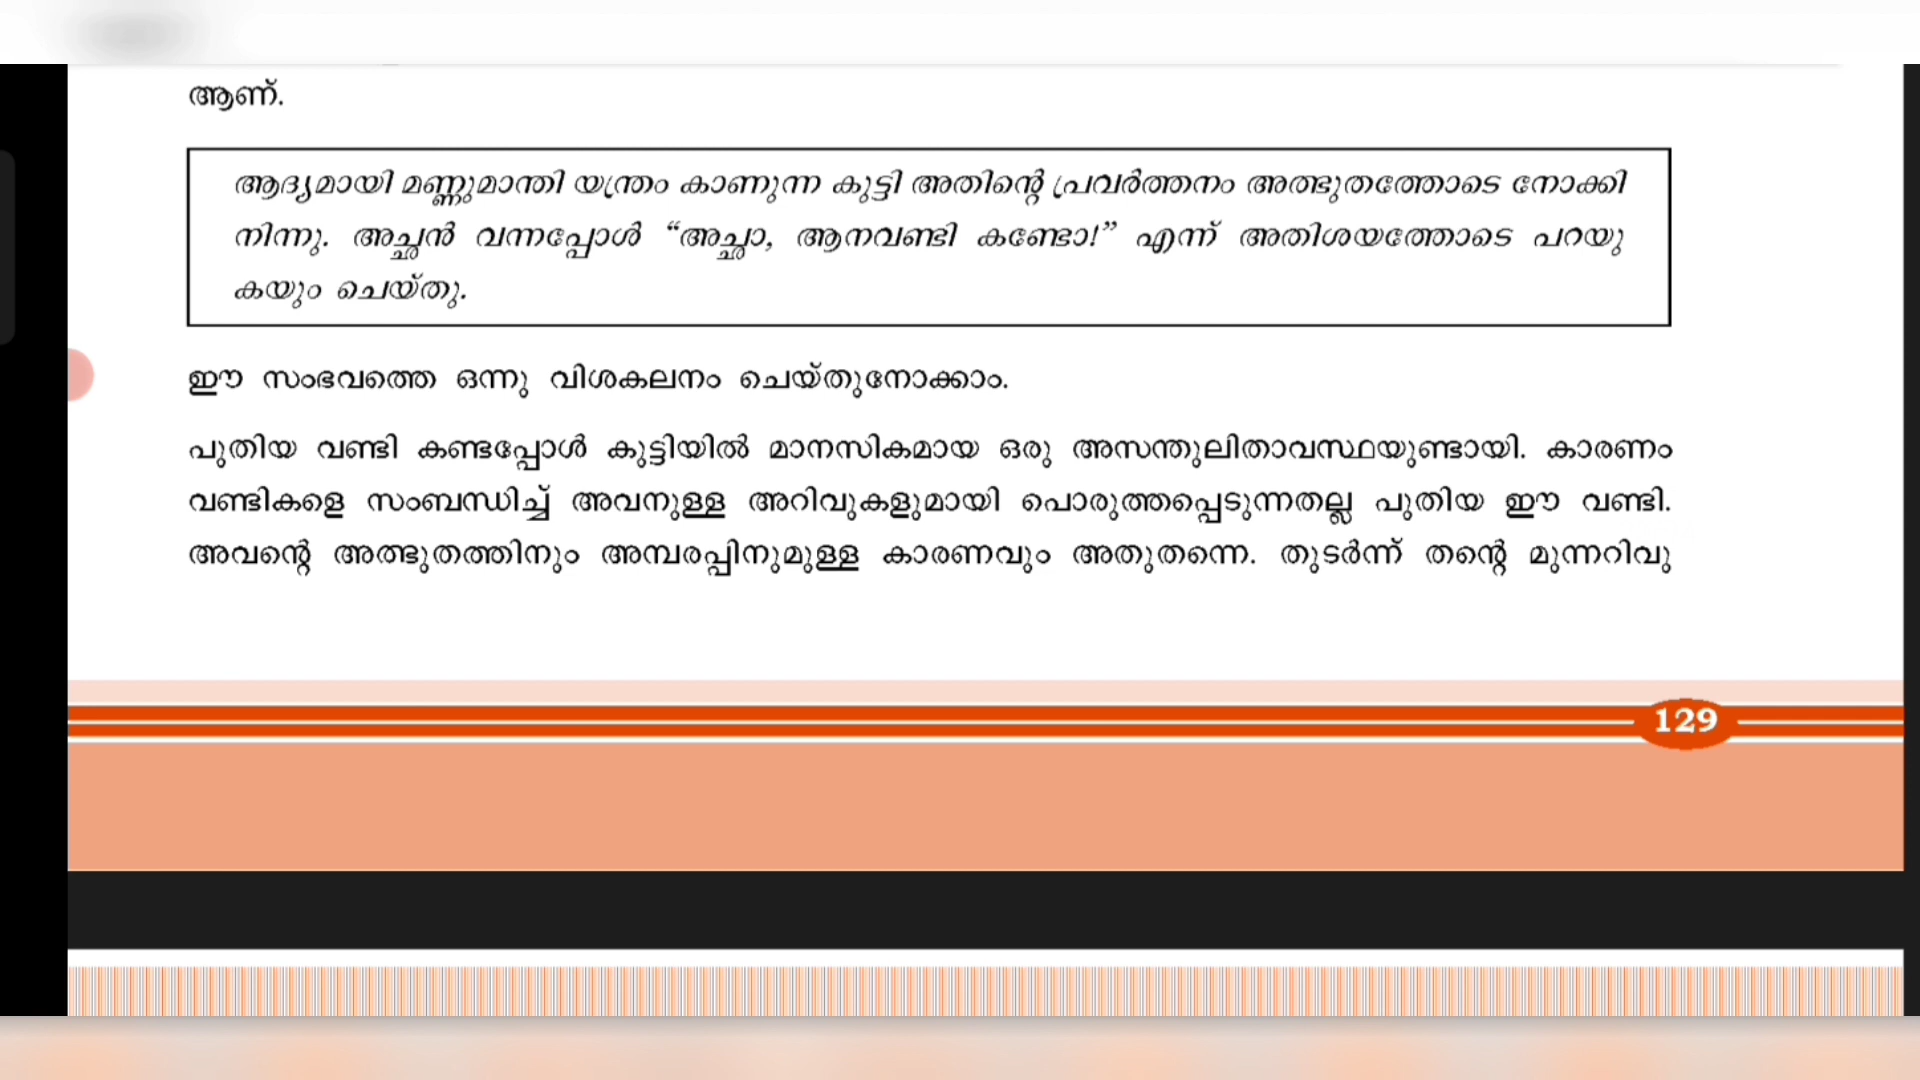 ആണ്.
ആദ്യമായി മണ്ണുമാന്തി യന്ത്രം കാണുന്ന കുട്ടി അതിന്റെ പ്രവർത്തനം അത്ഭുതത്തോടെ നോക്കി
നിന്നു. അച്ഛൻ വന്നപ്പോൾ “അച്ഛാ, ആനവണ്ടി കണ്ടോ!” എന്ന് അതിശയത്തോടെ പറയു
കയും ചെയ്തു.
ഈ സംഭവത്തെ ഒന്നു വിശകലനം ചെയ്തുനോക്കാം.
പുതിയ വണ്ടി കണ്ടപ്പോൾ കുട്ടിയിൽ മാനസികമായ ഒരു അസന്തുലിതാവസ്ഥയുണ്ടായി. കാരണം
വണ്ടികളെ സംബന്ധിച്ച് അവനുള്ള അറിവുകളുമായി പൊരുത്തപ്പെടുന്നതല്ല പുതിയ ഈ വണ്ടി.
അവന്റെ അത്ഭുതത്തിനും അമ്പരപ്പിനുമുള്ള കാരണവും അതുതന്നെ. തുടർന്ന് തന്റെ മുന്നറിവു
129